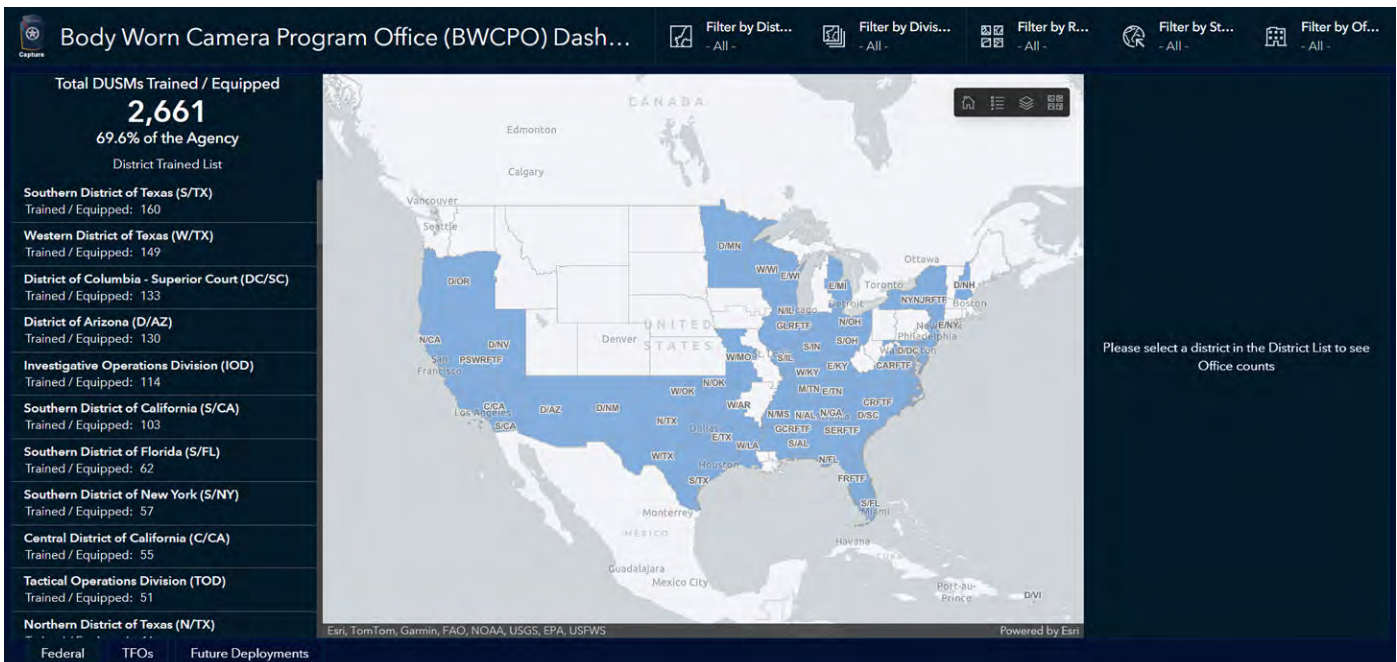 Capture
Body Worn Camera Program Office (BWCPO) Dash...
Filter by Dist...
- All -
Filter by Divis...
- All -
Filter by R...
- All -
Filter by St...
- All -
Filter by Of...
- All -
Total DUSMs Trained / Equipped
2,661
69.6% of the Agency
District Trained List
Southern District of Texas (S/TX)
Trained / Equipped: 160
Western District of Texas (W/TX)
Trained / Equipped: 149
District of Columbia - Superior Court (DC/SC)
Trained / Equipped: 133
District of Arizona (D/AZ)
Trained / Equipped: 130
Investigative Operations Division (IOD)
Trained / Equipped: 114
Southern District of California (S/CA)
Trained / Equipped: 103
Southern District of Florida (S/FL)
Trained / Equipped: 62
Southern District of New York (S/NY)
Trained / Equipped: 57
Central District of California (C/CA)
Trained / Equipped: 55
Tactical Operations Division (TOD)
Trained / Equipped: 51
Northern District of Texas (N/TX)
CANADA
Edmonton
Calgary
Vancouver
Seattle
D/MN
Ottawa
W/WI
E/WI
D/OR
E/MI
Toronto
D/NH
Detroit
NYNJRFTF
Boston
N/IL
GLRFTF
N/OH
E/NY
UNITED
STATES
Philadelphia
N/CA
D/NV
Denver
S/IN
S/OH
D/DC
San
Francisco
PSWRFTF
W/MO
S/IL
E/KY
CARFTF
W/KY
N/OK
W/OK
M/TN
E/TN
C/CA
Los Angeles
D/AZ
D/NM
W/AR
CRFTF
S/CA
N/TX
N/MS
N/AL
N/GA
D/SC
Dallas
E/TX
GCRFTF
SERFTF
W/LA
S/AL
W/TX
Houston
N/FL
S/TX
FRFTF
S/FL
Miami
Monterrey
MEXICO
Havana
Guadalajara
Mexico City
Port-au-
Prince
D/VI
Esri, TomTom, Garmin, FAO, NOAA, USGS, EPA, USFWS
Powered by Esri
Please select a district in the District List to see
Office counts
Federal
TFOs
Future Deployments